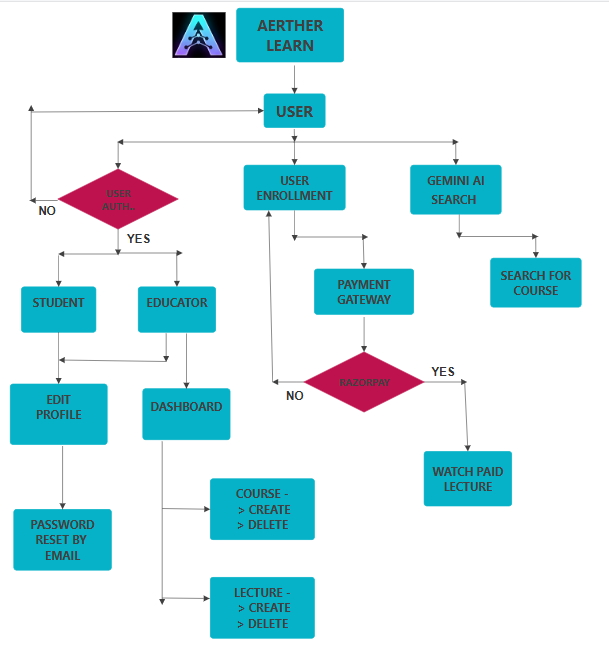 AERTHER
LEARN
USER
USER
AUTH..
NO
YES
STUDENT
EDUCATOR
EDIT
PROFILE
DASHBOARD
PASSWORD
RESET BY
EMAIL
COURSE -
> CREATE
> DELETE
LECTURE -
> CREATE
> DELETE
USER
ENROLLMENT
PAYMENT
GATEWAY
RAZORPAY
NO
YES
WATCH PAID
LECTURE
GEMINI AI
SEARCH
SEARCH FOR
COURSE